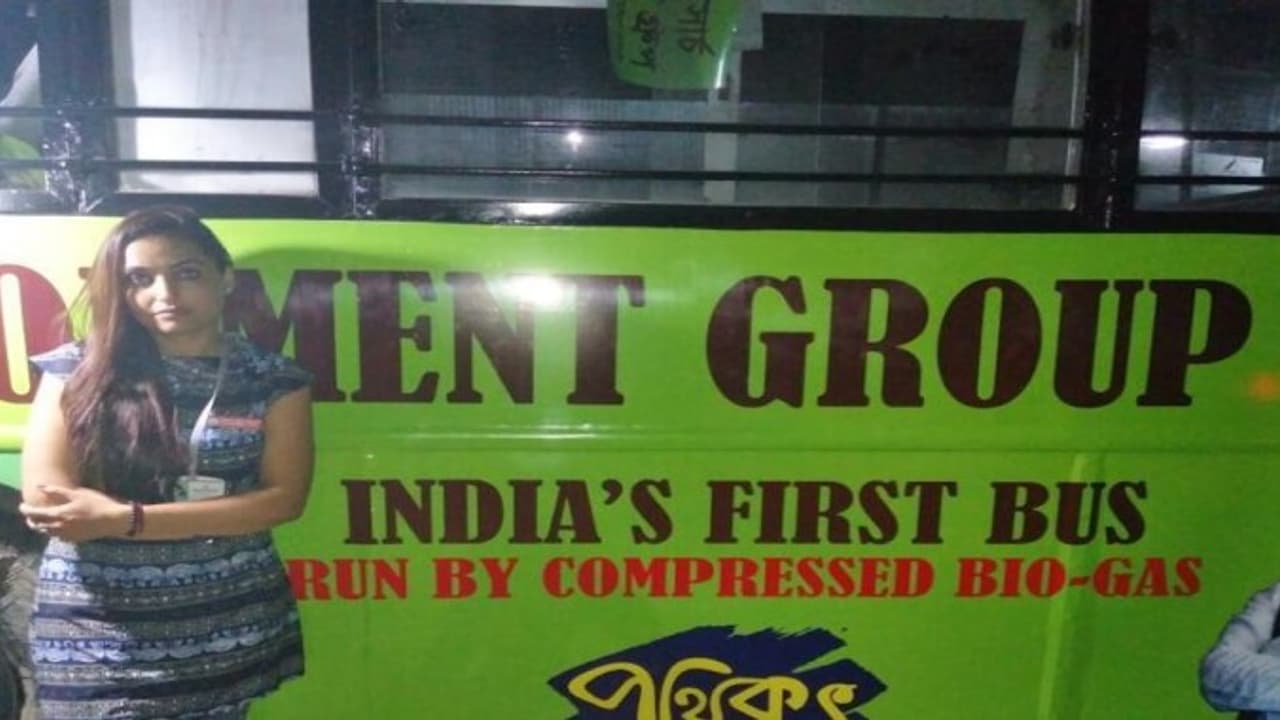 MENT GROUP
INDIA'S FIRST BUS
RUN BY COMPRESSED BIO-GAS